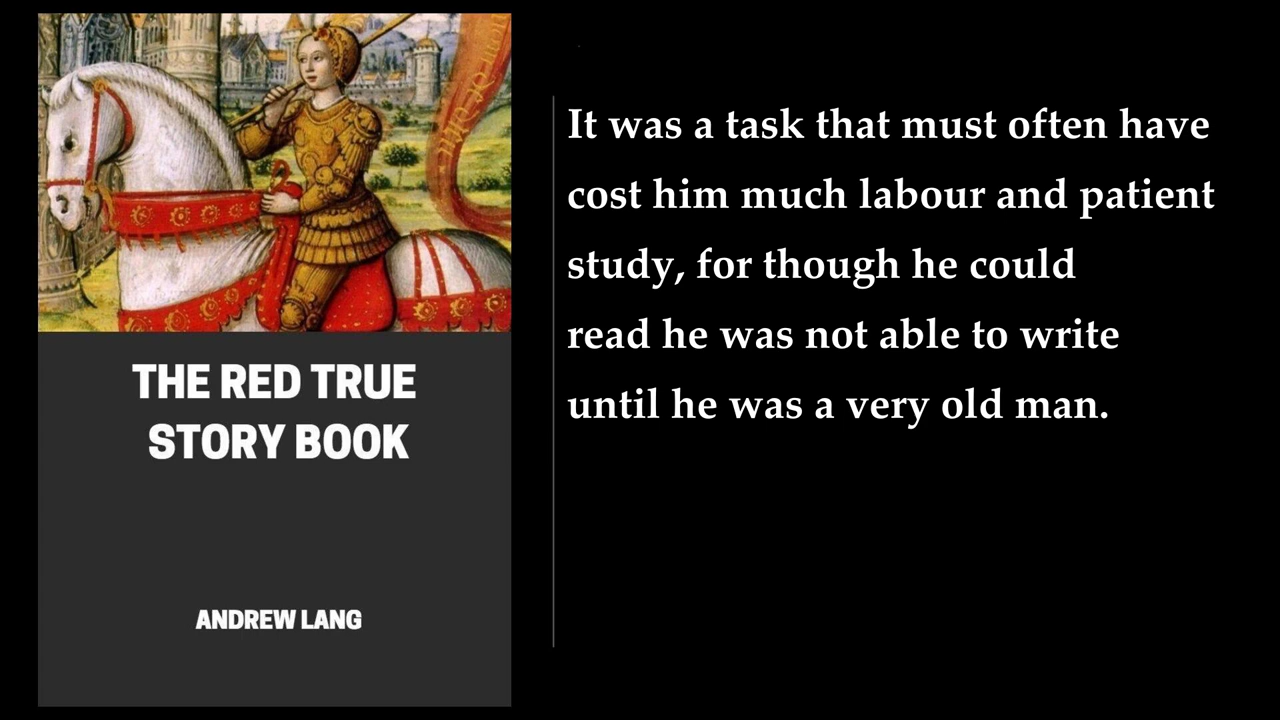 THE RED TRUE
STORY BOOK
ANDREW LANG
It was a task that must often have
cost him much labour and patient
study, for though he could
read he was not able to write
until he was a very old man.